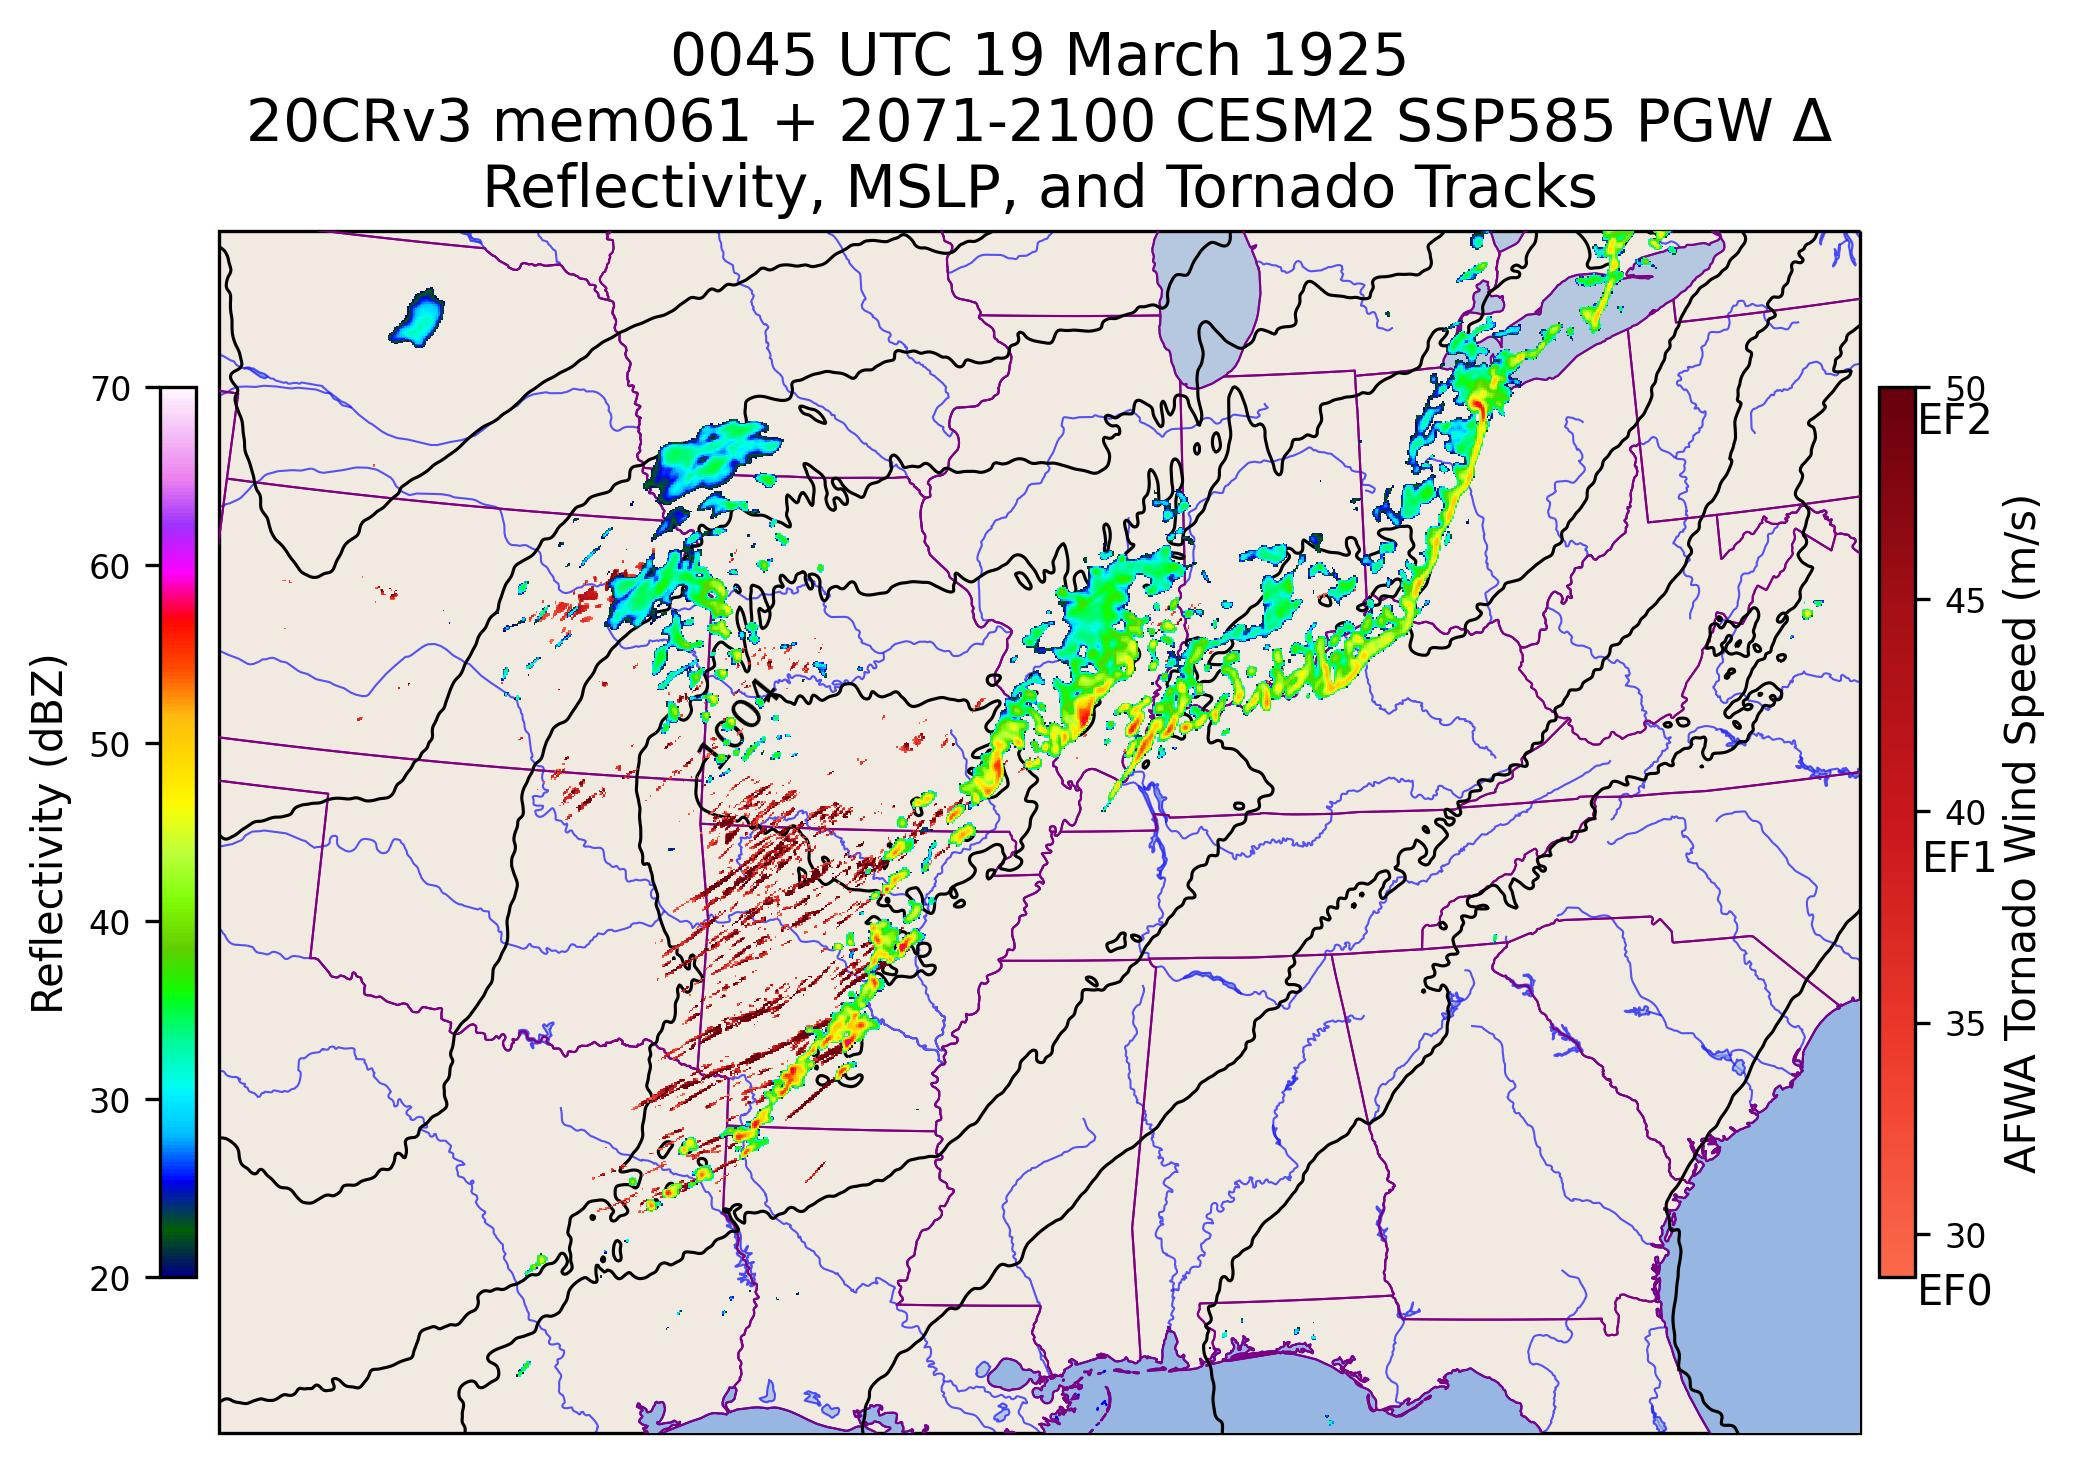 0045 UTC 19 March 1925
20CRv3 mem061 + 2071-2100 CESM2 SSP585 PGW Δ
Reflectivity, MSLP, and Tornado Tracks
70
60
50
40
30
20
Reflectivity (dBZ)
1004
50
EF2
45
40
EF1
35
30
EF0
AFWA Tornado Wind Speed (m/s)